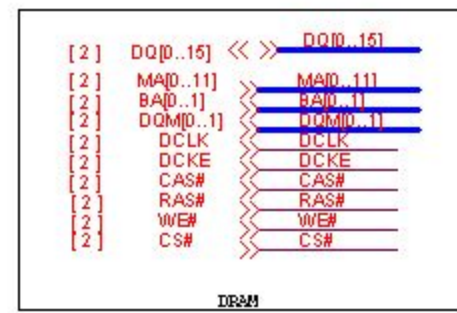 [ 2 ] DQ[0..15] DQ[0..15]
[ 2 ] MA[0..11] MA[0..11]
[ 2 ] BA[0..1] BA[0..1]
[ 2 ] DQM[0..1] DQM[0..1]
[ 2 ] DCLK DCLK
[ 2 ] DCKE DCKE
[ 2 ] CAS# CAS#
[ 2 ] RAS# RAS#
[ 2 ] WE# WE#
[ 2 ] CS# CS#
DRAM